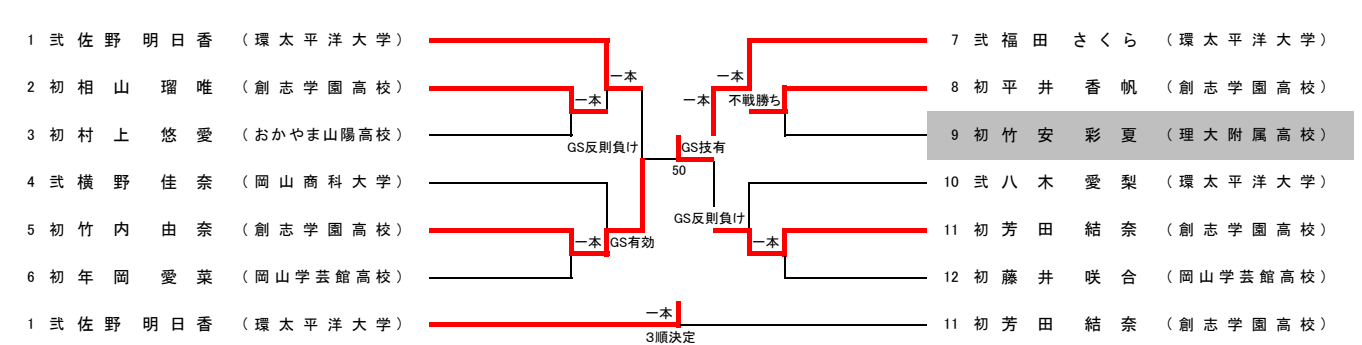 1 弐 佐野 明日香 （環太平洋大学）
7 弐 福田 さくら （環太平洋大学）
一本
一本
2 初 相山 瑠唯 （創志学園高校）
8 初 平井 香帆 （創志学園高校）
一本
一本
不戦勝ち
3 初 村上 悠愛 （おかやま山陽高校）
9 初 竹安 彩夏 （理大附属高校）
GS反則負け
GS技有
50
4 弐 横野 佳奈 （岡山商科大学）
10 弐 八木 愛梨 （環太平洋大学）
GS反則負け
5 初 竹内 由奈 （創志学園高校）
11 初 芳田 結奈 （創志学園高校）
一本
GS有効
一本
6 初 年岡 愛菜 （岡山学芸館高校）
12 初 藤井 咲合 （岡山学芸館高校）
一本
1 弐 佐野 明日香 （環太平洋大学）
11 初 芳田 結奈 （創志学園高校）
3順決定